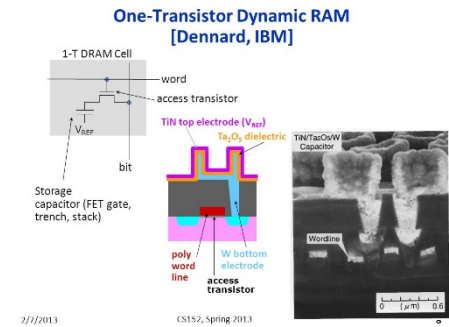 One-Transistor Dynamic RAM
[Dennard, IBM]
1-T DRAM Cell
word
access transistor
VREF
bit
Storage
capacitor (FET gate,
trench, stack)
TiN top electrode (VREF)
Ta2O5 dielectric
poly
word
line
access
transistor
W bottom
electrode
TiN/Ta2O5/W
Capacitor
Wordline
0 (μm) 0.6
2/7/2013
CS152, Spring 2013